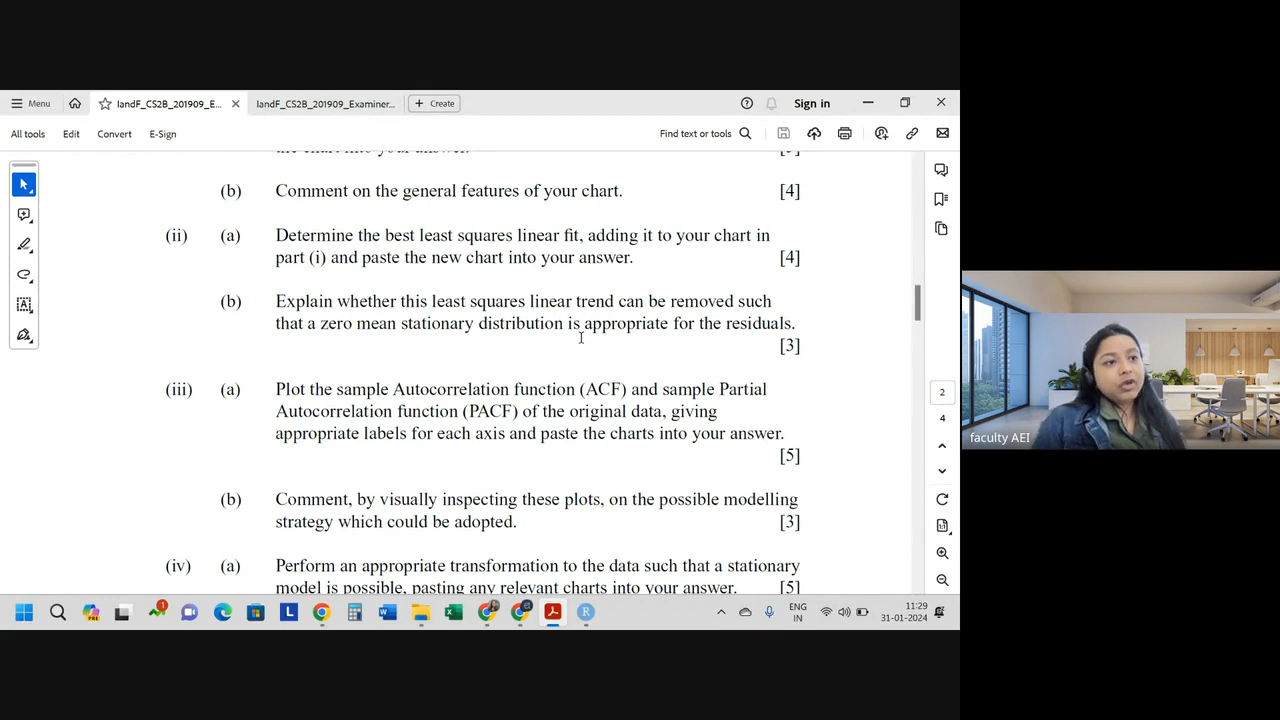 Menu
IandF_CS2B_201909_E...
IandF_CS2B_201909_Examiner...
Create
Sign in
All tools
Edit
Convert
E-Sign
Find text or tools
the chart into your answer.
(b) Comment on the general features of your chart. [4]
(ii) (a) Determine the best least squares linear fit, adding it to your chart in
part (i) and paste the new chart into your answer. [4]
(b) Explain whether this least squares linear trend can be removed such
that a zero mean stationary distribution is appropriate for the residuals.
[3]
(iii) (a) Plot the sample Autocorrelation function (ACF) and sample Partial
Autocorrelation function (PACF) of the original data, giving
appropriate labels for each axis and paste the charts into your answer.
[5]
(b) Comment, by visually inspecting these plots, on the possible modelling
strategy which could be adopted. [3]
(iv) (a) Perform an appropriate transformation to the data such that a stationary
model is possible, pasting any relevant charts into your answer. [5]
2
4
faculty AEI
1
ENG
IN
11:29
31-01-2024